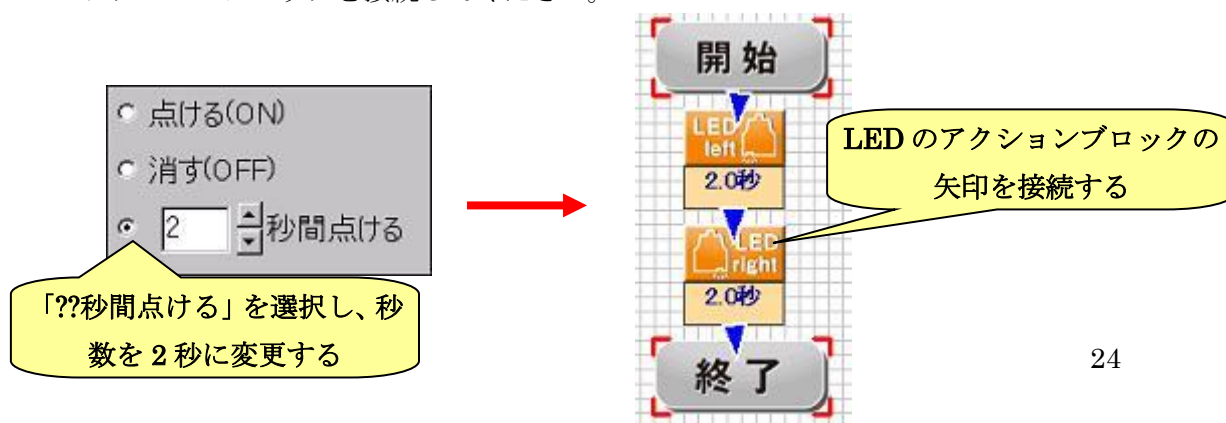 点ける(ON)
消す(OFF)
2 秒間点ける
「??秒間点ける」を選択し、秒
数を 2 秒に変更する
開 始
LED
left
2.0秒
LED
right
2.0秒
終 了
LED のアクションブロックの
矢印を接続する
24